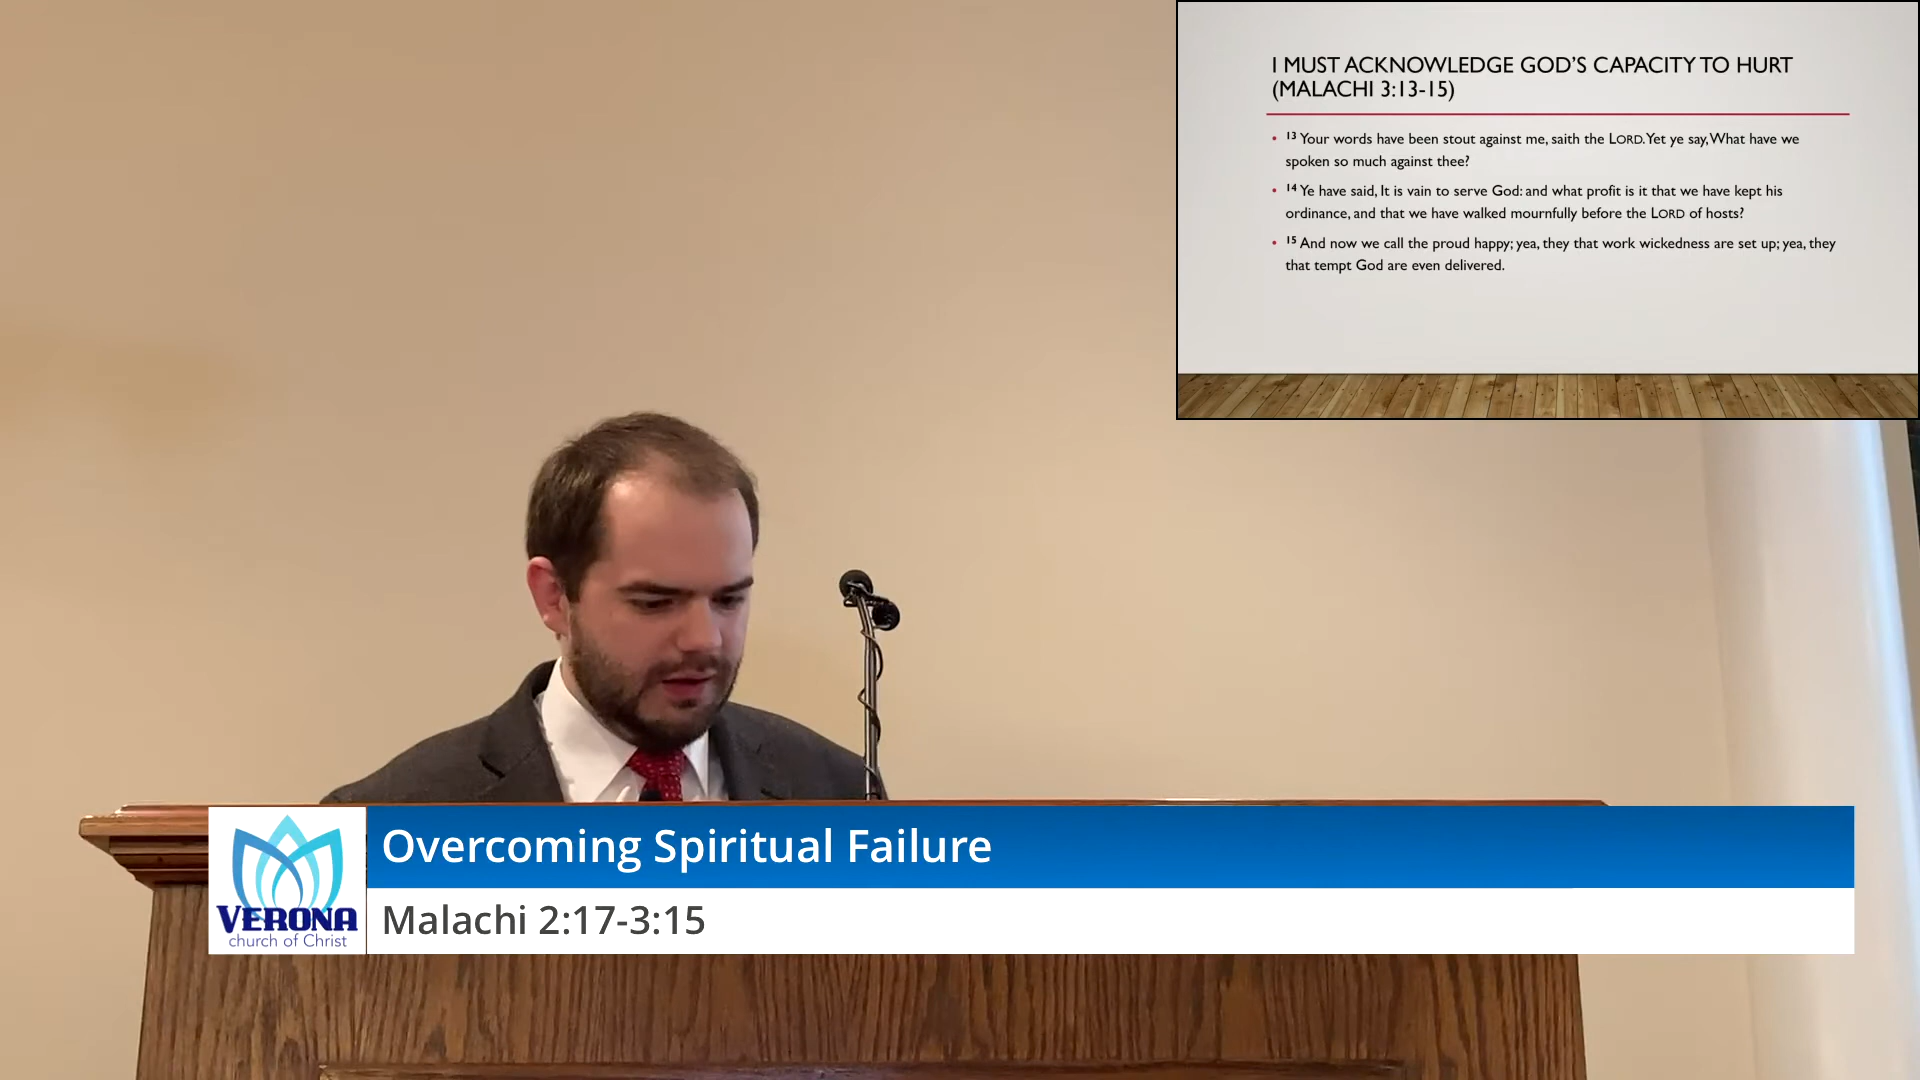 I MUST ACKNOWLEDGE GOD'S CAPACITY TO HURT
(MALACHI 3:13-15)
• 13 Your words have been stout against me, saith the LORD. Yet ye say, What have we
spoken so much against thee?
• 14 Ye have said, It is vain to serve God: and what profit is it that we have kept his
ordinance, and that we have walked mournfully before the LORD of hosts?
• 15 And now we call the proud happy; yea, they that work wickedness are set up; yea, they
that tempt God are even delivered.
Overcoming Spiritual Failure
Malachi 2:17-3:15
VERONA
church of Christ